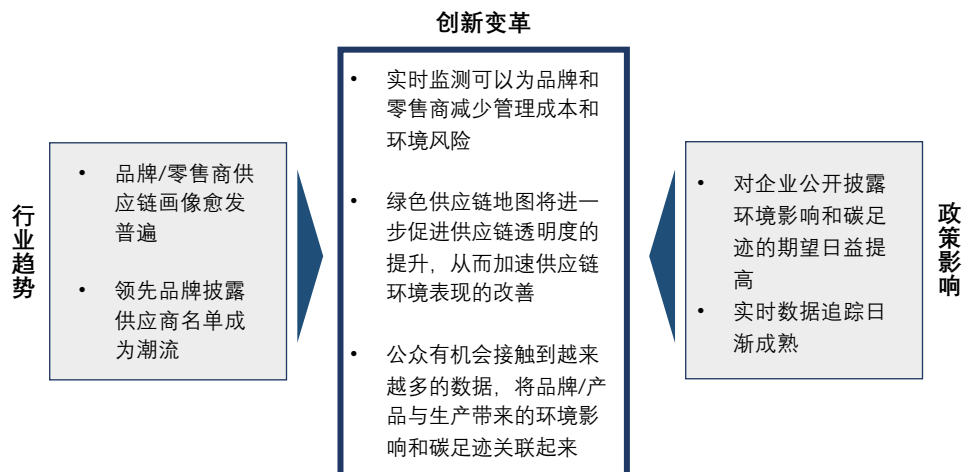 创新变革
行业趋势
• 品牌/零售商供
应链画像愈发
普遍
• 领先品牌披露
供应商名单成
为潮流
• 实时监测可以为品牌和
零售商减少管理成本和
环境风险
• 绿色供应链地图将进一
步促进供应链透明度的
提升，从而加速供应链
环境表现的改善
• 公众有机会接触到越来
越多的数据，将品牌/产
品与生产带来的环境影
响和碳足迹关联起来
• 对企业公开披露
环境影响和碳足
迹的期望日益提
高
• 实时数据追踪日
渐成熟
政策影响